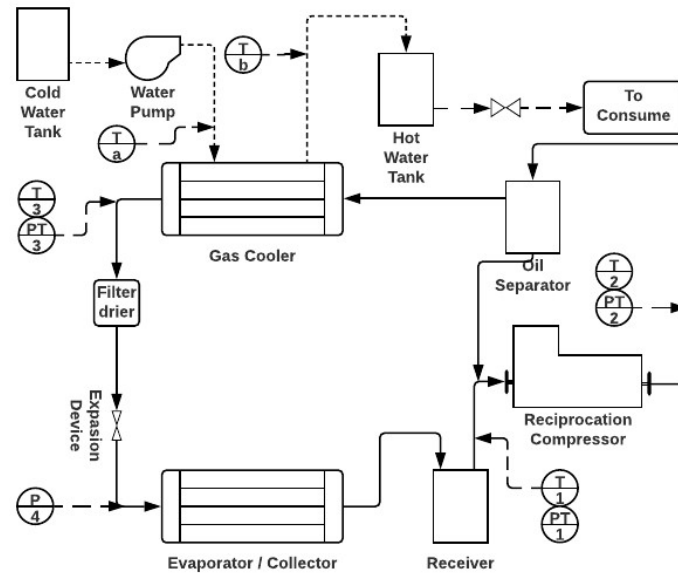 Cold
Water
Tank
Water
Pump
T
b
T
a
Hot
Water
Tank
To
Consume
T
3
PT
3
Gas Cooler
Oil
Separator
T
2
PT
2
Filter
drier
Expasion
Device
Reciprocation
Compressor
P
4
T
1
PT
1
Evaporator / Collector
Receiver